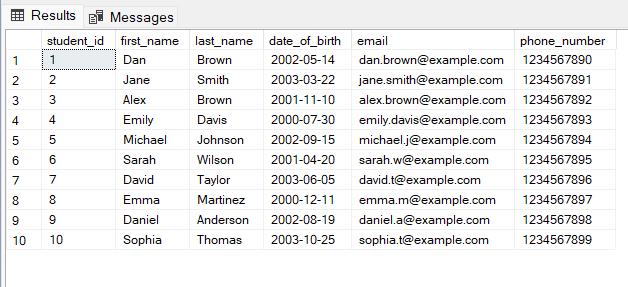 Results Messages
student_id first_name last_name date_of_birth email phone_number
1 1 Dan Brown 2002-05-14 dan.brown@example.com 1234567890
2 2 Jane Smith 2003-03-22 jane.smith@example.com 1234567891
3 3 Alex Brown 2001-11-10 alex.brown@example.com 1234567892
4 4 Emily Davis 2000-07-30 emily.davis@example.com 1234567893
5 5 Michael Johnson 2002-09-15 michael.j@example.com 1234567894
6 6 Sarah Wilson 2001-04-20 sarah.w@example.com 1234567895
7 7 David Taylor 2003-06-05 david.t@example.com 1234567896
8 8 Emma Martinez 2000-12-11 emma.m@example.com 1234567897
9 9 Daniel Anderson 2002-08-19 daniel.a@example.com 1234567898
10 10 Sophia Thomas 2003-10-25 sophia.t@example.com 1234567899